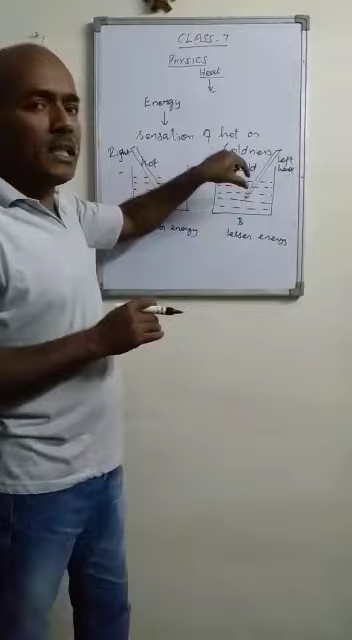 CLASS-7
PHYSICS
Heat
Energy
Sensation of hot or
coldness
Right
hot
left
hand
B
energy
lesser energy